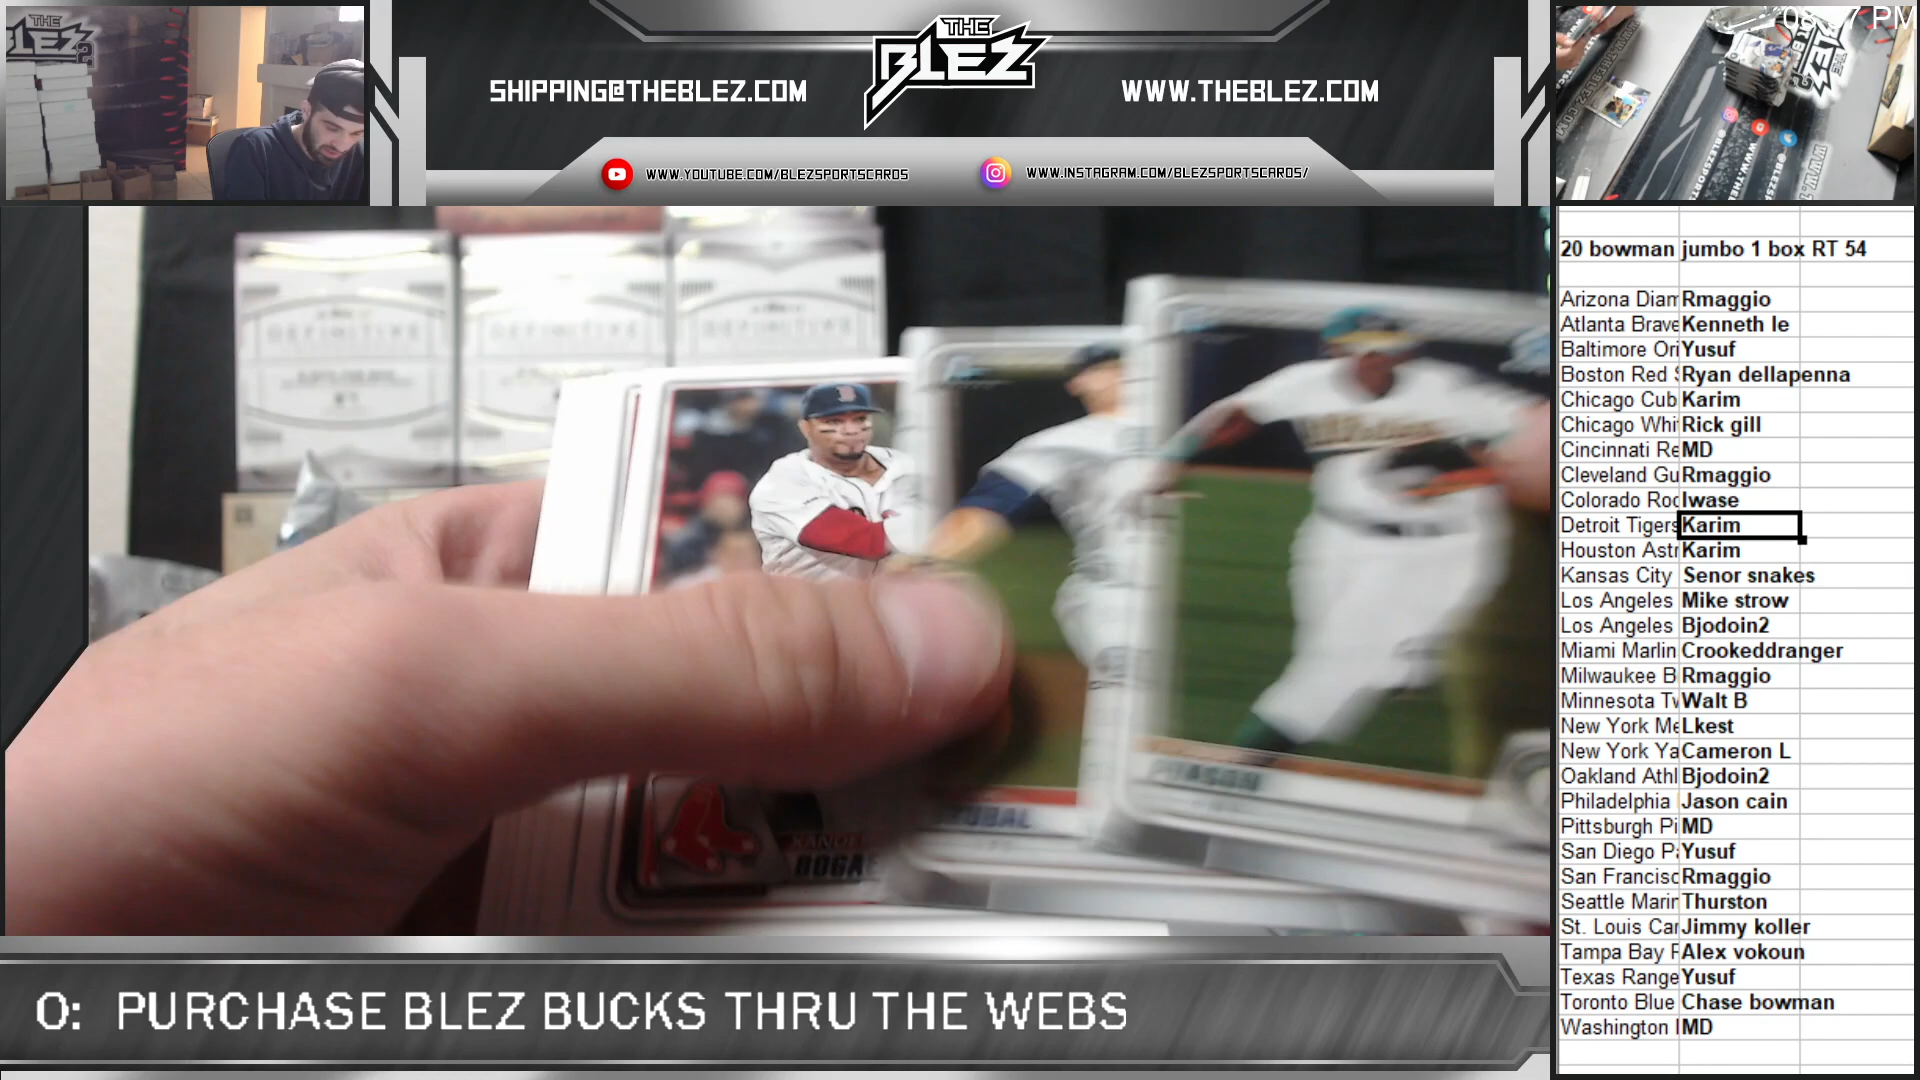 THE BLEZ
SHIPPING@THEBLEZ.COM
WWW.THEBLEZ.COM
WWW.YOUTUBE.COM/BLEZSPORTSCARDS
WWW.INSTAGRAM.COM/BLEZSPORTSCARDS/
PM
20 bowman jumbo 1 box RT 54
Arizona Diam Rmaggio
Atlanta Brave Kenneth le
Baltimore Ori Yusuf
Boston Red Ryan dellapenna
Chicago Cub Karim
Chicago Whi Rick gill
Cincinnati Re MD
Cleveland Gu Rmaggio
Colorado Roc Iwase
Detroit Tigers Karim
Houston Astr Karim
Kansas City Senor snakes
Los Angeles Mike strow
Los Angeles Bjodoin2
Miami Marlin Crookeddranger
Milwaukee B Rmaggio
Minnesota Tw Walt B
New York Me Lkest
New York Ya Cameron L
Oakland Athl Bjodoin2
Philadelphia Jason cain
Pittsburgh Pi MD
San Diego Pa Yusuf
San Francisc Rmaggio
Seattle Marin Thurston
St. Louis Car Jimmy koller
Tampa Bay Alex vokoun
Texas Range Yusuf
Toronto Blue Chase bowman
Washington MD
DEFINITIVE
XANDE
BOGA
O: PURCHASE BLEZ BUCKS THRU THE WEBS